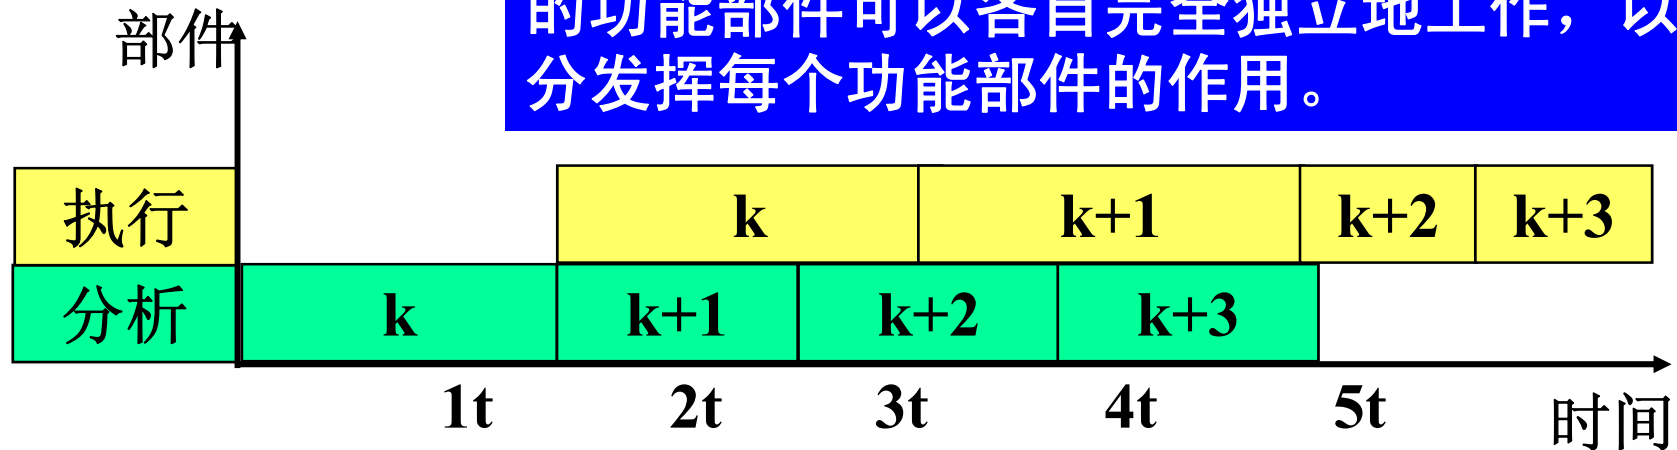 的功能部件可以各自完全独立地工作，以
分发挥每个功能部件的作用。
部件
执行 k k+1 k+2 k+3
分析 k k+1 k+2 k+3
1t 2t 3t 4t 5t
时间